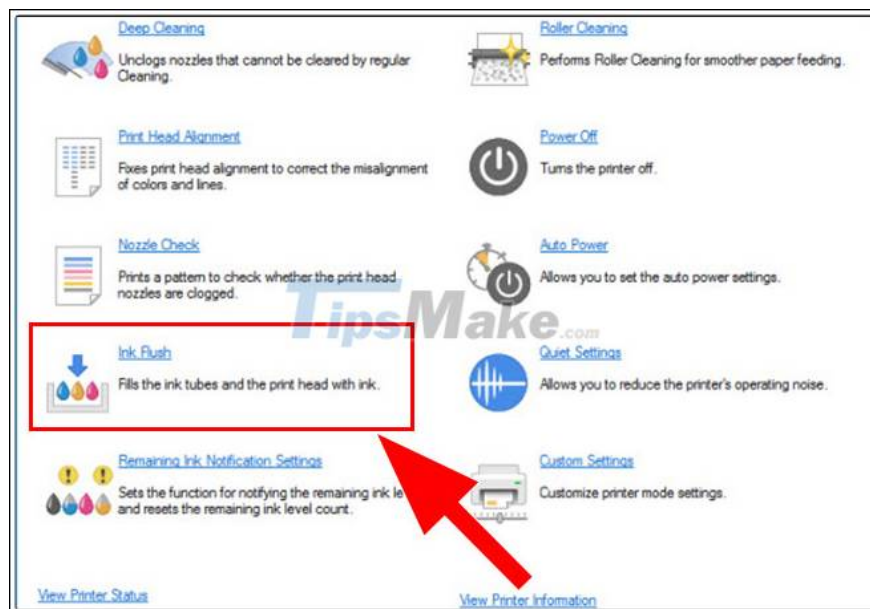 Deep Cleaning
Unclogs nozzles that cannot be cleared by regular
Cleaning.
Roller Cleaning
Performs Roller Cleaning for smoother paper feeding.
Print Head Alignment
Fixes print head alignment to correct the misalignment
of colors and lines.
Power Off
Turns the printer off.
Nozzle Check
Prints a pattern to check whether the print head
nozzles are clogged.
Auto Power
Allows you to set the auto power settings.
TipsMake.com
Ink Flush
Fills the ink tubes and the print head with ink.
Quiet Settings
Allows you to reduce the printer's operating noise.
Remaining Ink Notification Settings
Sets the function for notifying the remaining ink le
and resets the remaining ink level count.
Custom Settings
Customize printer mode settings.
View Printer Status
View Printer Information